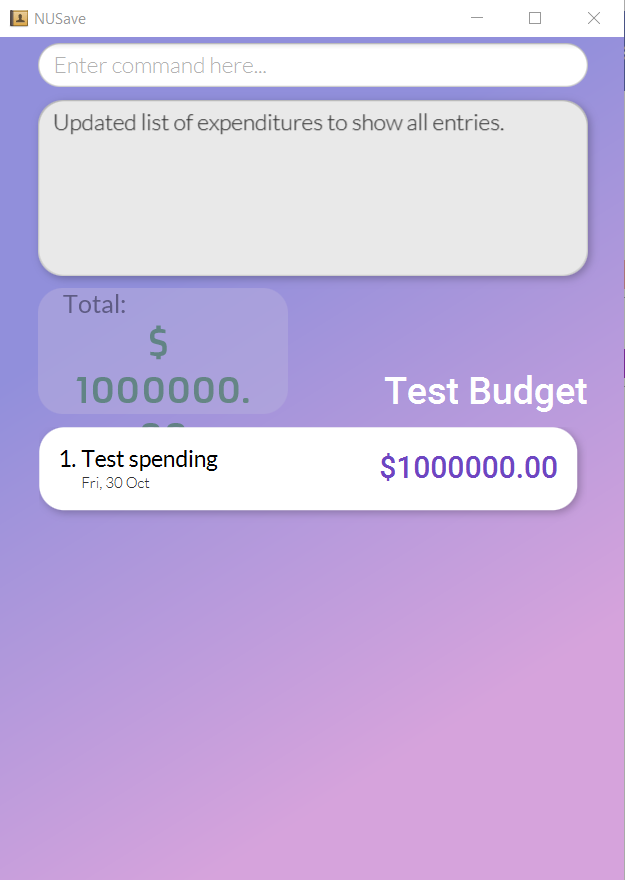 NUSave
Enter command here...
Updated list of expenditures to show all entries.
Total:
$
1000000.
Test Budget
1. Test spending
$1000000.00
Fri, 30 Oct